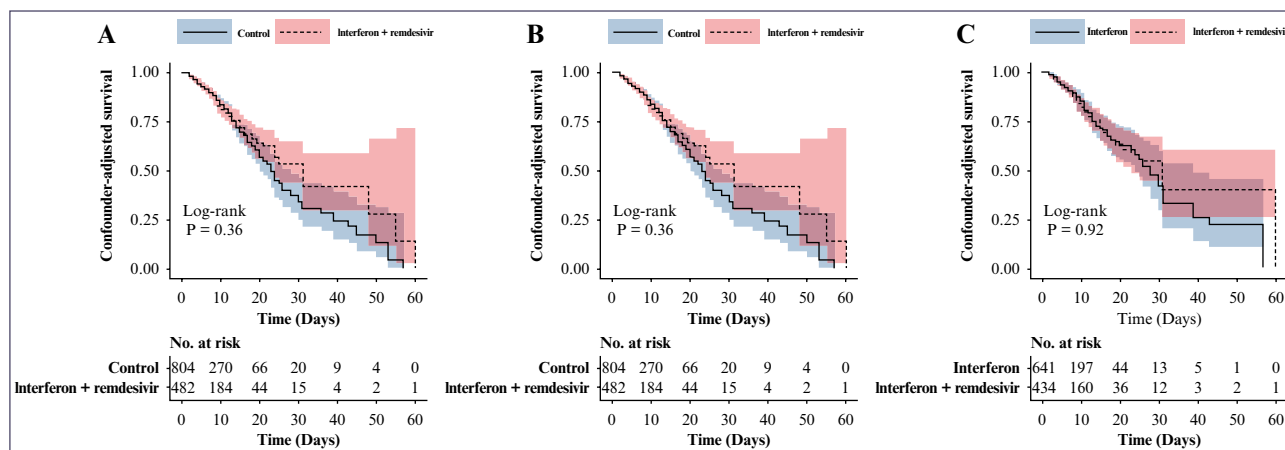 A
Control
Interferon + remdesivir
Confounder-adjusted survival
1.00
0.75
0.50
0.25
0.00
Log-rank
P = 0.36
0 10 20 30 40 50 60
Time (Days)
No. at risk
Control 804 270 66 20 9 4 0
Interferon + remdesivir 482 184 44 15 4 2 1
0 10 20 30 40 50 60
Time (Days)
B
Control
Interferon + remdesivir
Confounder-adjusted survival
1.00
0.75
0.50
0.25
0.00
Log-rank
P = 0.36
0 10 20 30 40 50 60
Time (Days)
No. at risk
Control 804 270 66 20 9 4 0
Interferon + remdesivir 482 184 44 15 4 2 1
0 10 20 30 40 50 60
Time (Days)
C
Interferon
Interferon + remdesivir
Confounder-adjusted survival
1.00
0.75
0.50
0.25
0.00
Log-rank
P = 0.92
0 10 20 30 40 50 60
Time (Days)
No. at risk
Interferon 641 197 44 13 5 1 0
Interferon + remdesivir 434 160 36 12 3 2 1
0 10 20 30 40 50 60
Time (Days)